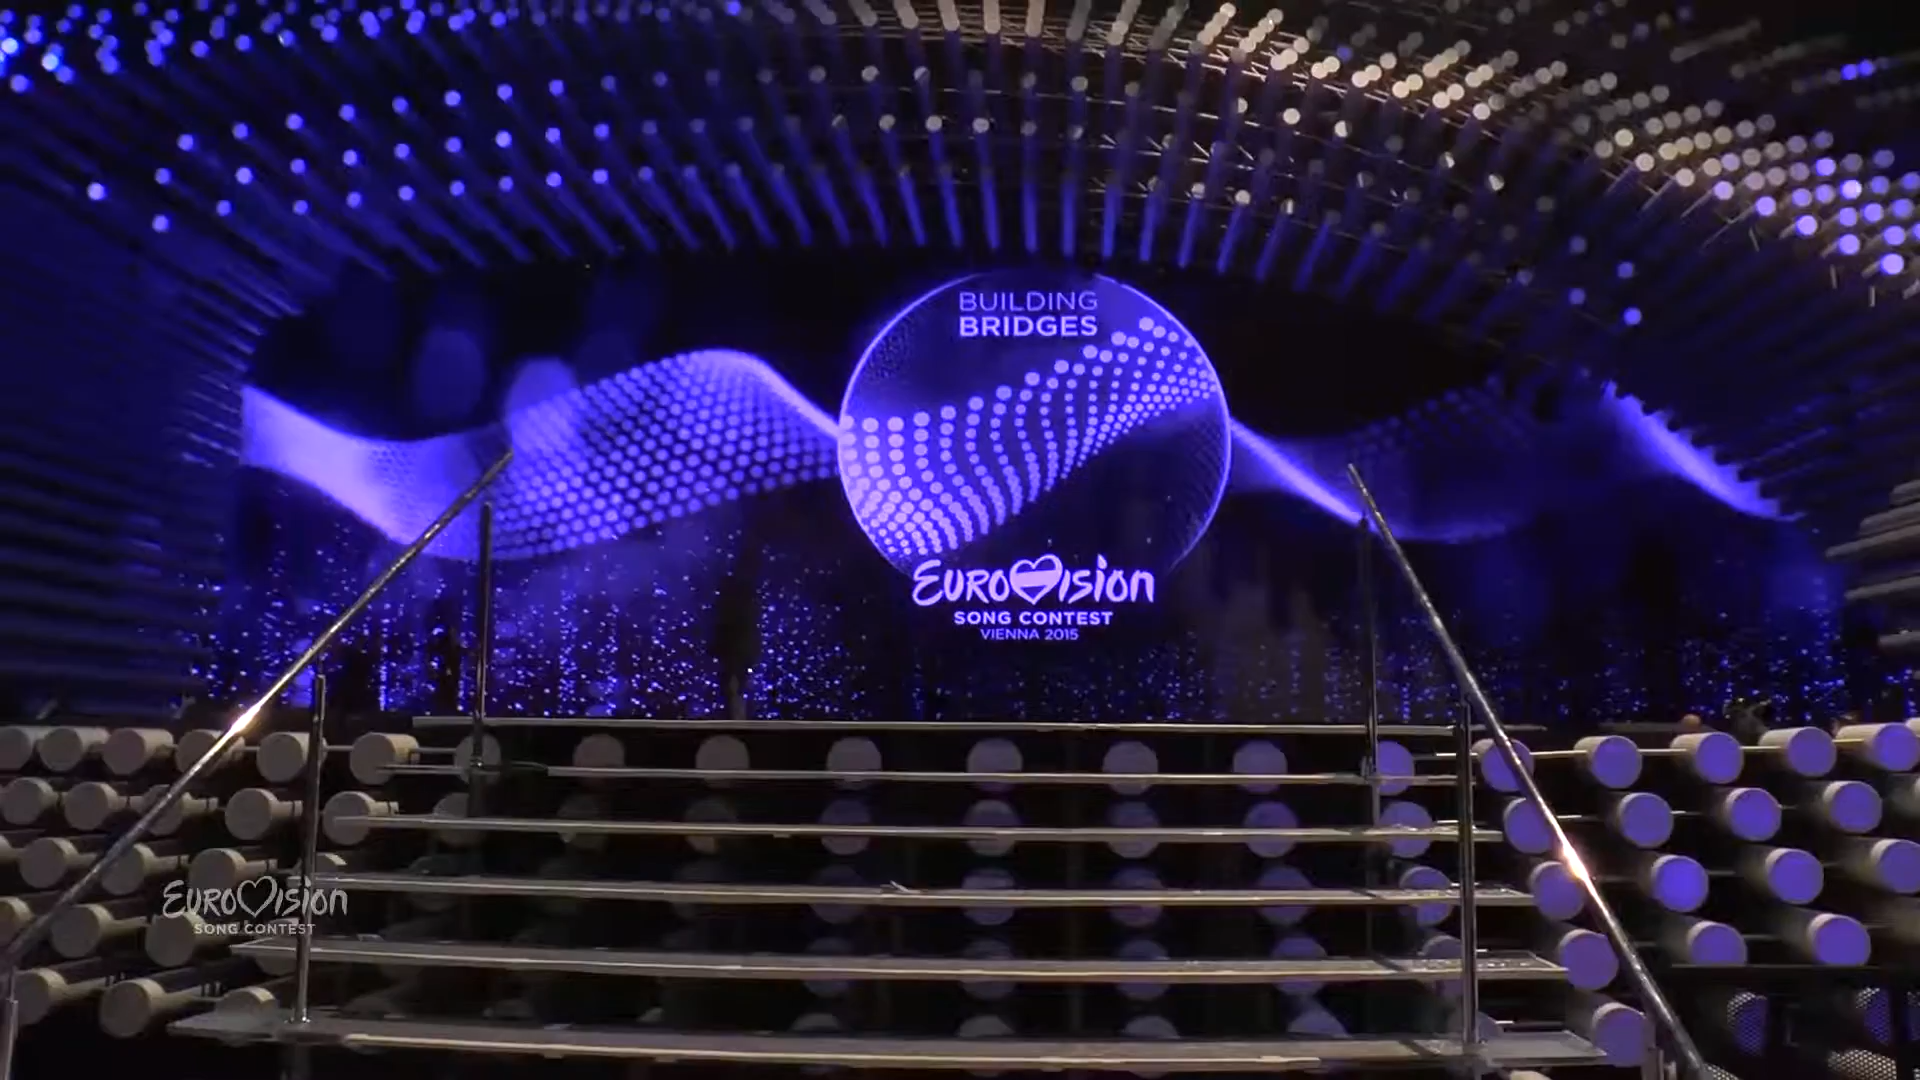 BUILDING
BRIDGES
EUROVISION
SONG CONTEST
VIENNA 2015
EUROVISION
SONG CONTEST